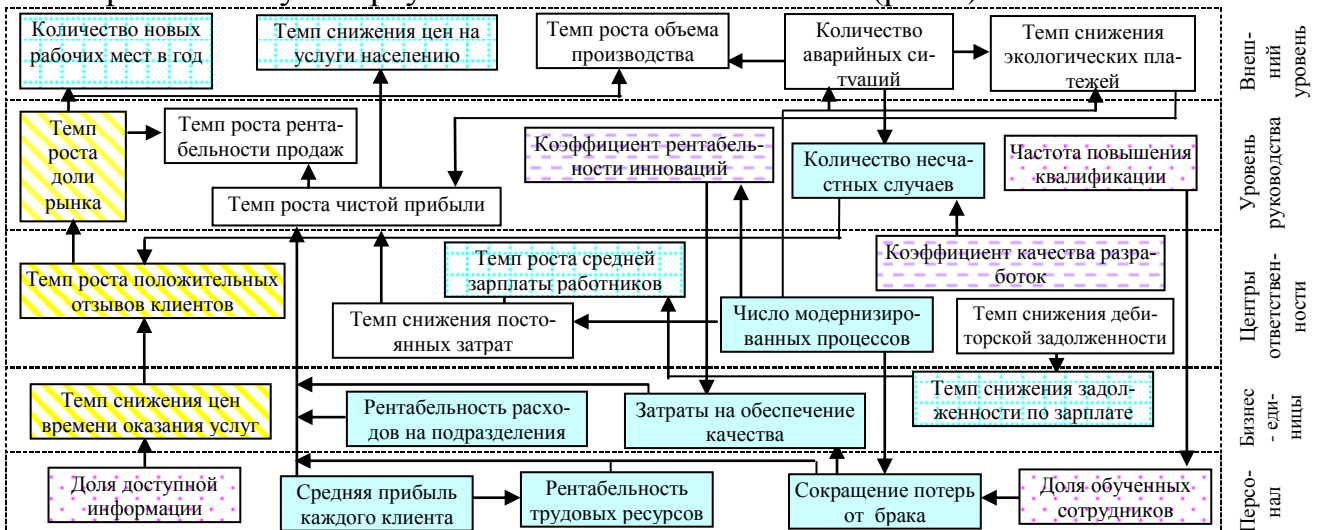 Количество новых
рабочих мест в год
Темп снижения цен на
услуги населению
Темп роста объема
производства
Количество
аварийных си-
туаций
Темп снижения
экологических пла-
тежей
Внеш-
ний
уровень
Темп
роста
доли
рынка
Темп роста рента-
бельности продаж
Темп роста чистой прибыли
Коэффициент рентабель-
ности инноваций
Количество несча-
стных случаев
Частота повышения
квалификации
Уровень
руководства
Темп роста положительных
отзывов клиентов
Темп роста средней
зарплаты работников
Темп снижения посто-
янных затрат
Коэффициент качества разра-
боток
Число модернизиро-
ванных процессов
Темп снижения деби-
торской задолженности
Центры
ответствен-
ности
Темп снижения цен
времени оказания услуг
Рентабельность расхо-
дов на подразделения
Затраты на обеспечение
качества
Темп снижения задол-
женности по зарплате
Бизнес
- еди-
ницы
Доля доступной
информации
Средняя прибыль
каждого клиента
Рентабельность
трудовых ресурсов
Сокращение потерь
от брака
Доля обученных
сотрудников
Персо-
нал